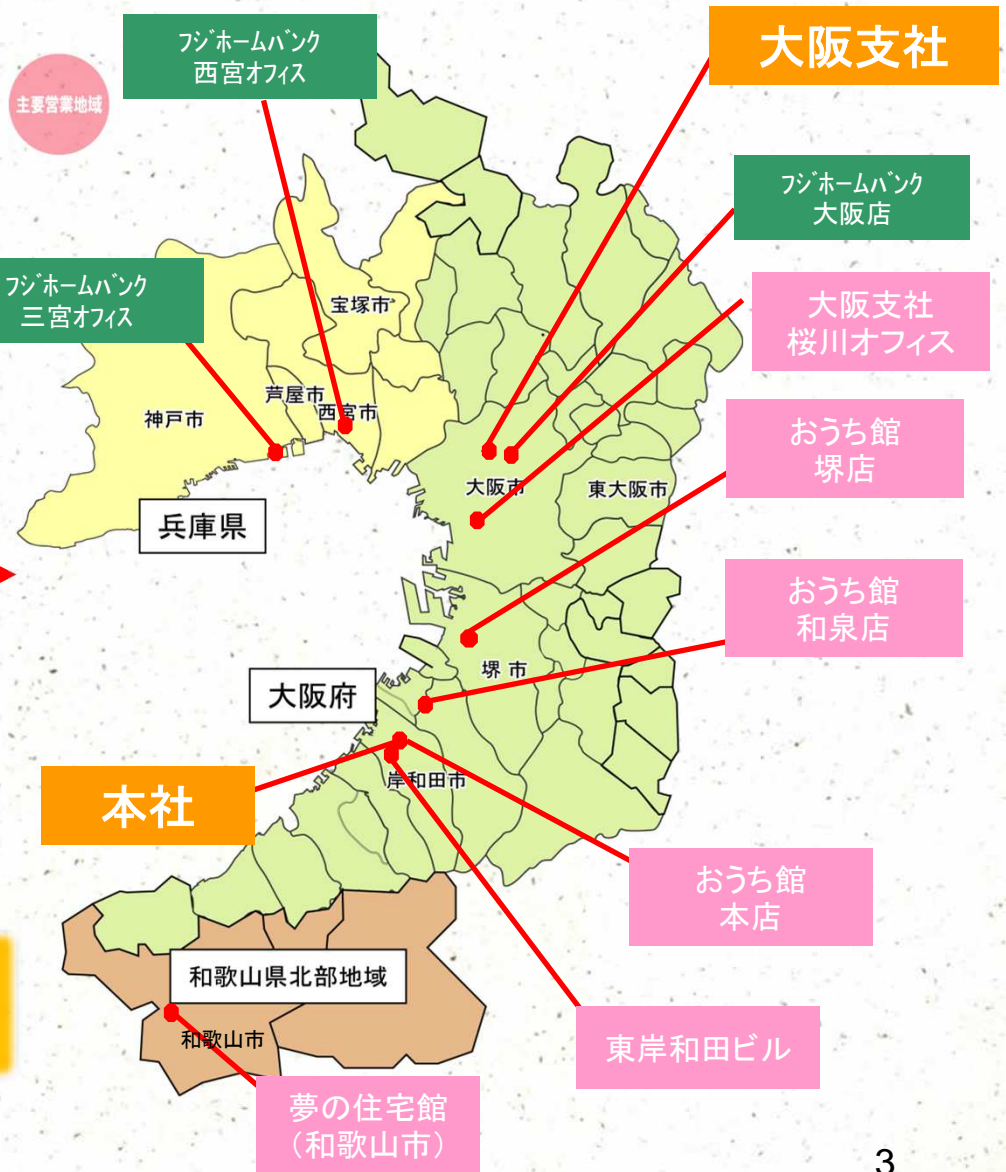 主要営業地域
フジホームバンク
西宮オフィス
大阪支社
フジホームバンク
大阪店
フジホームバンク
三宮オフィス
大阪支社
桜川オフィス
宝塚市
芦屋市
西宮市
神戸市
おうち館
堺店
大阪市
東大阪市
兵庫県
おうち館
和泉店
堺市
大阪府
本社
岸和田市
おうち館
本店
和歌山県北部地域
和歌山市
東岸和田ビル
夢の住宅館
（和歌山市）
3